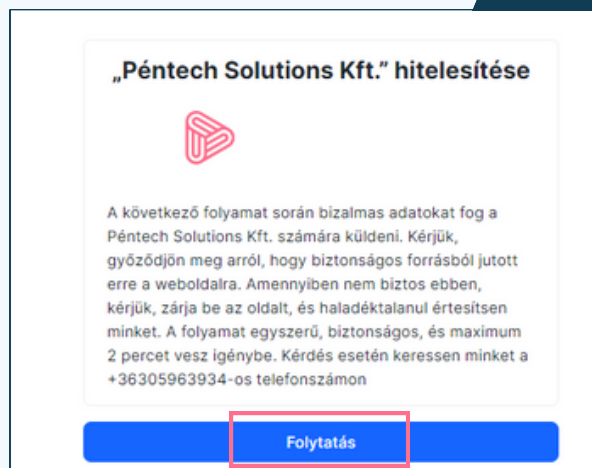 „Péntech Solutions Kft.” hitelesítése
A következő folyamat során bizalmas adatokat fog a
Péntech Solutions Kft. számára küldeni. Kérjük,
győződjön meg arról, hogy biztonságos forrásból jutott
erre a weboldalra. Amennyiben nem biztos ebben,
kérjük, zárja be az oldalt, és haladéktalanul értesítsen
minket. A folyamat egyszerű, biztonságos, és maximum
2 percet vesz igénybe. Kérdés esetén keressen minket a
+36305963934-os telefonszámon
Folytatás